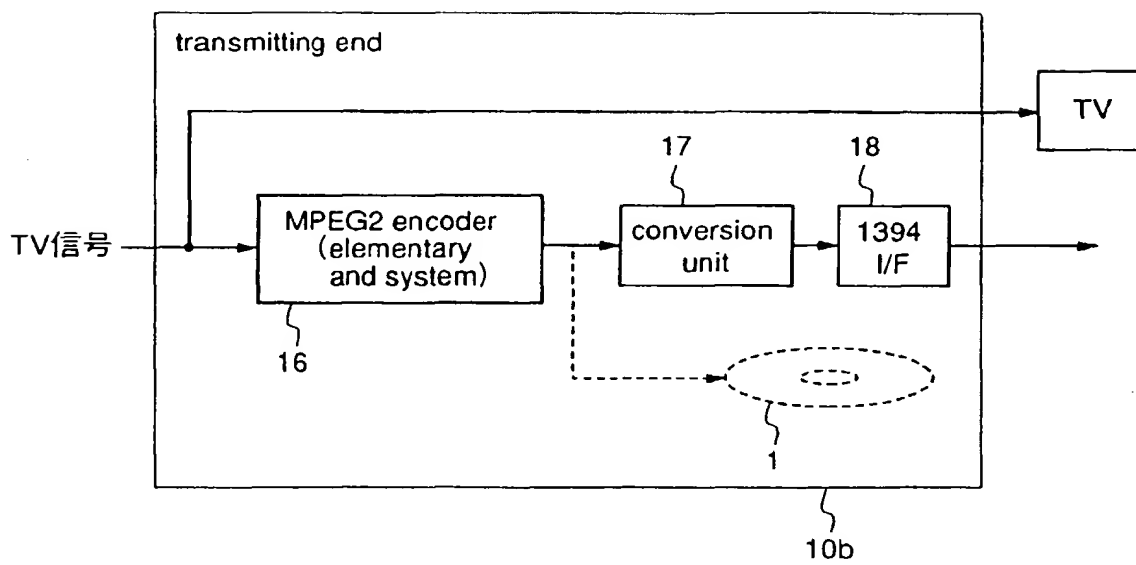 transmitting end
TV
17
18
MPEG2 encoder
(elementary
and system)
conversion
unit
1394
I/F
TV信号
16
1
10b